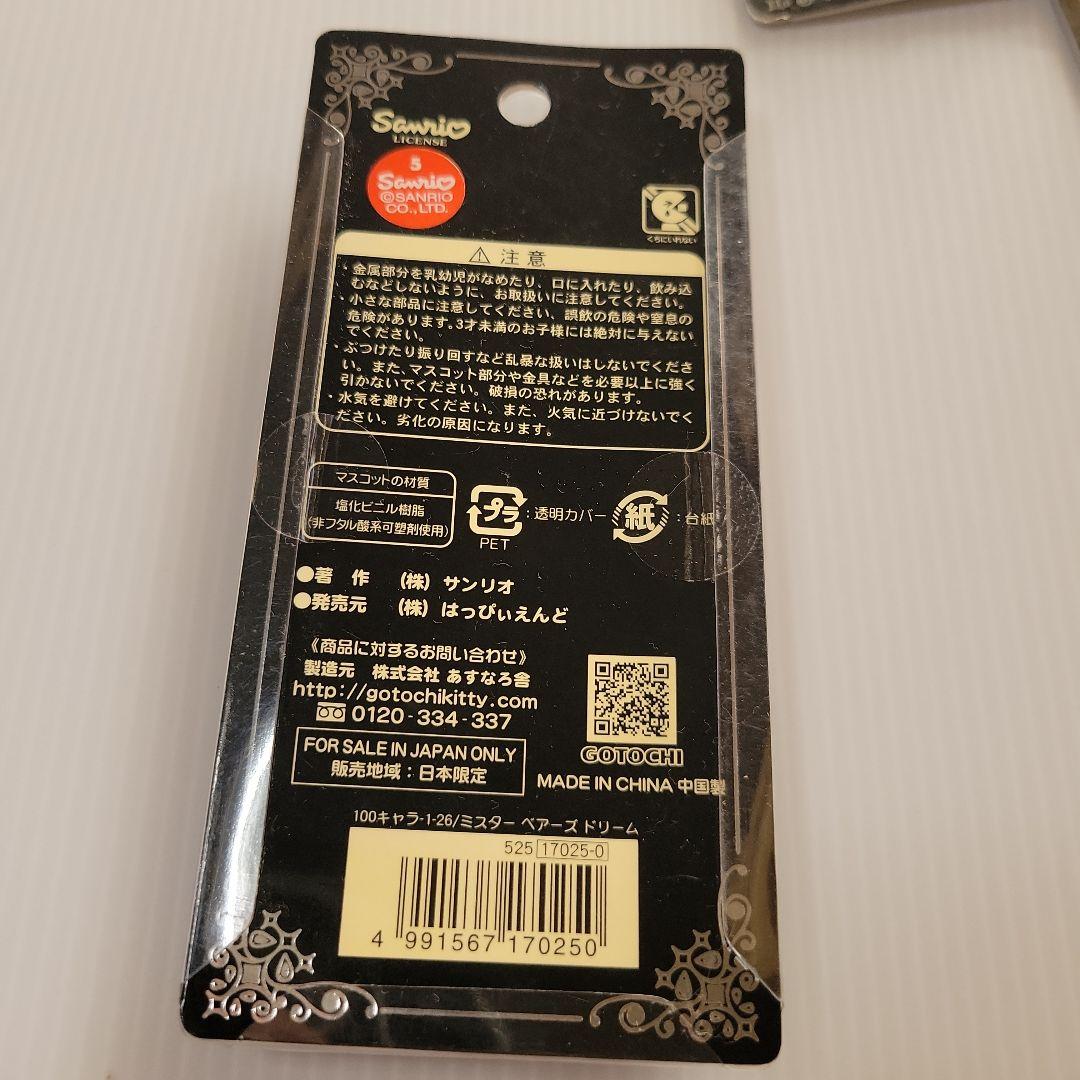 Sanrio
LICENSE
5
Sanrio
©SANRIO
CO.,LTD.
くちにいれない
⚠ 注意
・金属部分を乳幼児がなめたり、口に入れたり、飲み込
むなどしないように、お取扱いに注意してください。
・小さな部品に注意してください、誤飲の危険や窒息の
危険があります。3才未満のお子様には絶対に与えない
でください。
・ぶつけたり振り回すなど乱暴な扱いはしないでくださ
い。また、マスコット部分や金具などを必要以上に強く
引かないでください。破損の恐れがあります。
・水気を避けてください。また、火気に近づけないでく
ださい。劣化の原因になります。
マスコットの材質
塩化ビニル樹脂
(非フタル酸系可塑剤使用)
プラ
:透明カバー
PET
紙
:台紙
●著 作 (株) サンリオ
●発売元 (株) はっぴぃえんど
《商品に対するお問い合わせ》
製造元 株式会社 あすなろ舎
http://gotochikitty.com
0120-334-337
GOTOCHI
FOR SALE IN JAPAN ONLY
販売地域:日本限定
MADE IN CHINA 中国製
100キャラ-1-26/ミスター ベアーズ ドリーム
525 17025-0
4 991567 170250